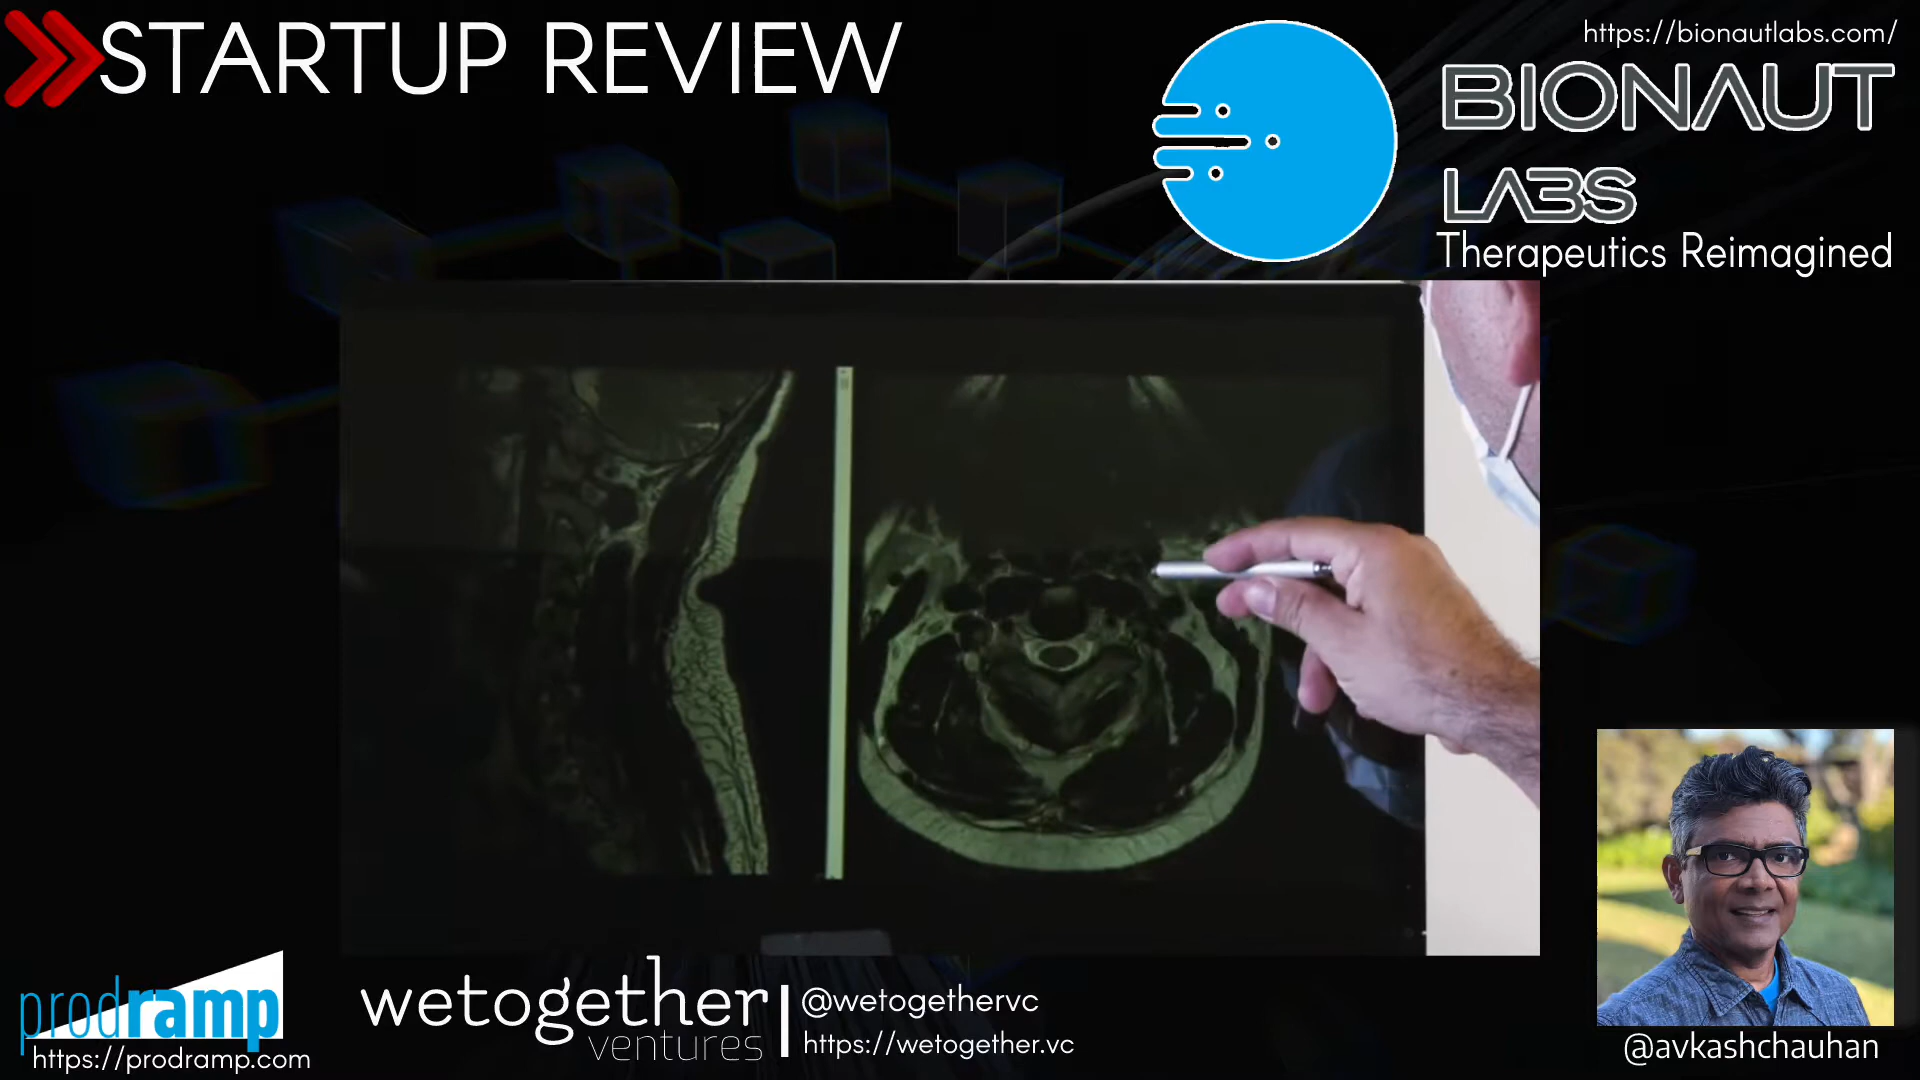 STARTUP REVIEW
https://bionautlabs.com/
BIONAUT
LABS
Therapeutics Reimagined
prodramp
https://prodramp.com
wetogether
ventures
@wetogethervc
https://wetogether.vc
@avkashchauhan